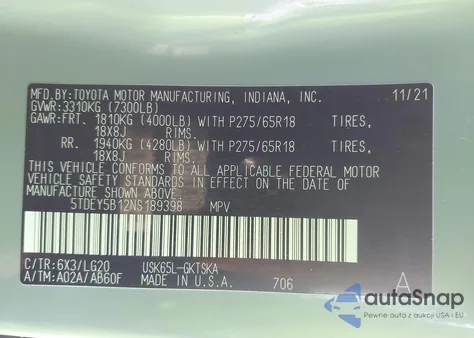 MFD.BY:TOYOTA MOTOR MANUFACTURING, INDIANA, INC. 11/21
GVWR:3310KG (7300LB)
GAWR:FRT. 1810KG (4000LB) WITH P275/65R18 TIRES,
18X8J RIMS.
RR. 1940KG (4280LB) WITH P275/65R18 TIRES,
18X8J RIMS.
THIS VEHICLE CONFORMS TO ALL APPLICABLE FEDERAL MOTOR
VEHICLE SAFETY STANDARDS IN EFFECT ON THE DATE OF
MANUFACTURE SHOWN ABOVE.
5TDEY5B12NS189398 MPV
C/TR:6X3/LG20 USK65L-GKTSKA A
A/TM:A02A/AB60F MADE IN U.S.A. 706
autoSnap
Pewne auta z aukcji USA i EU